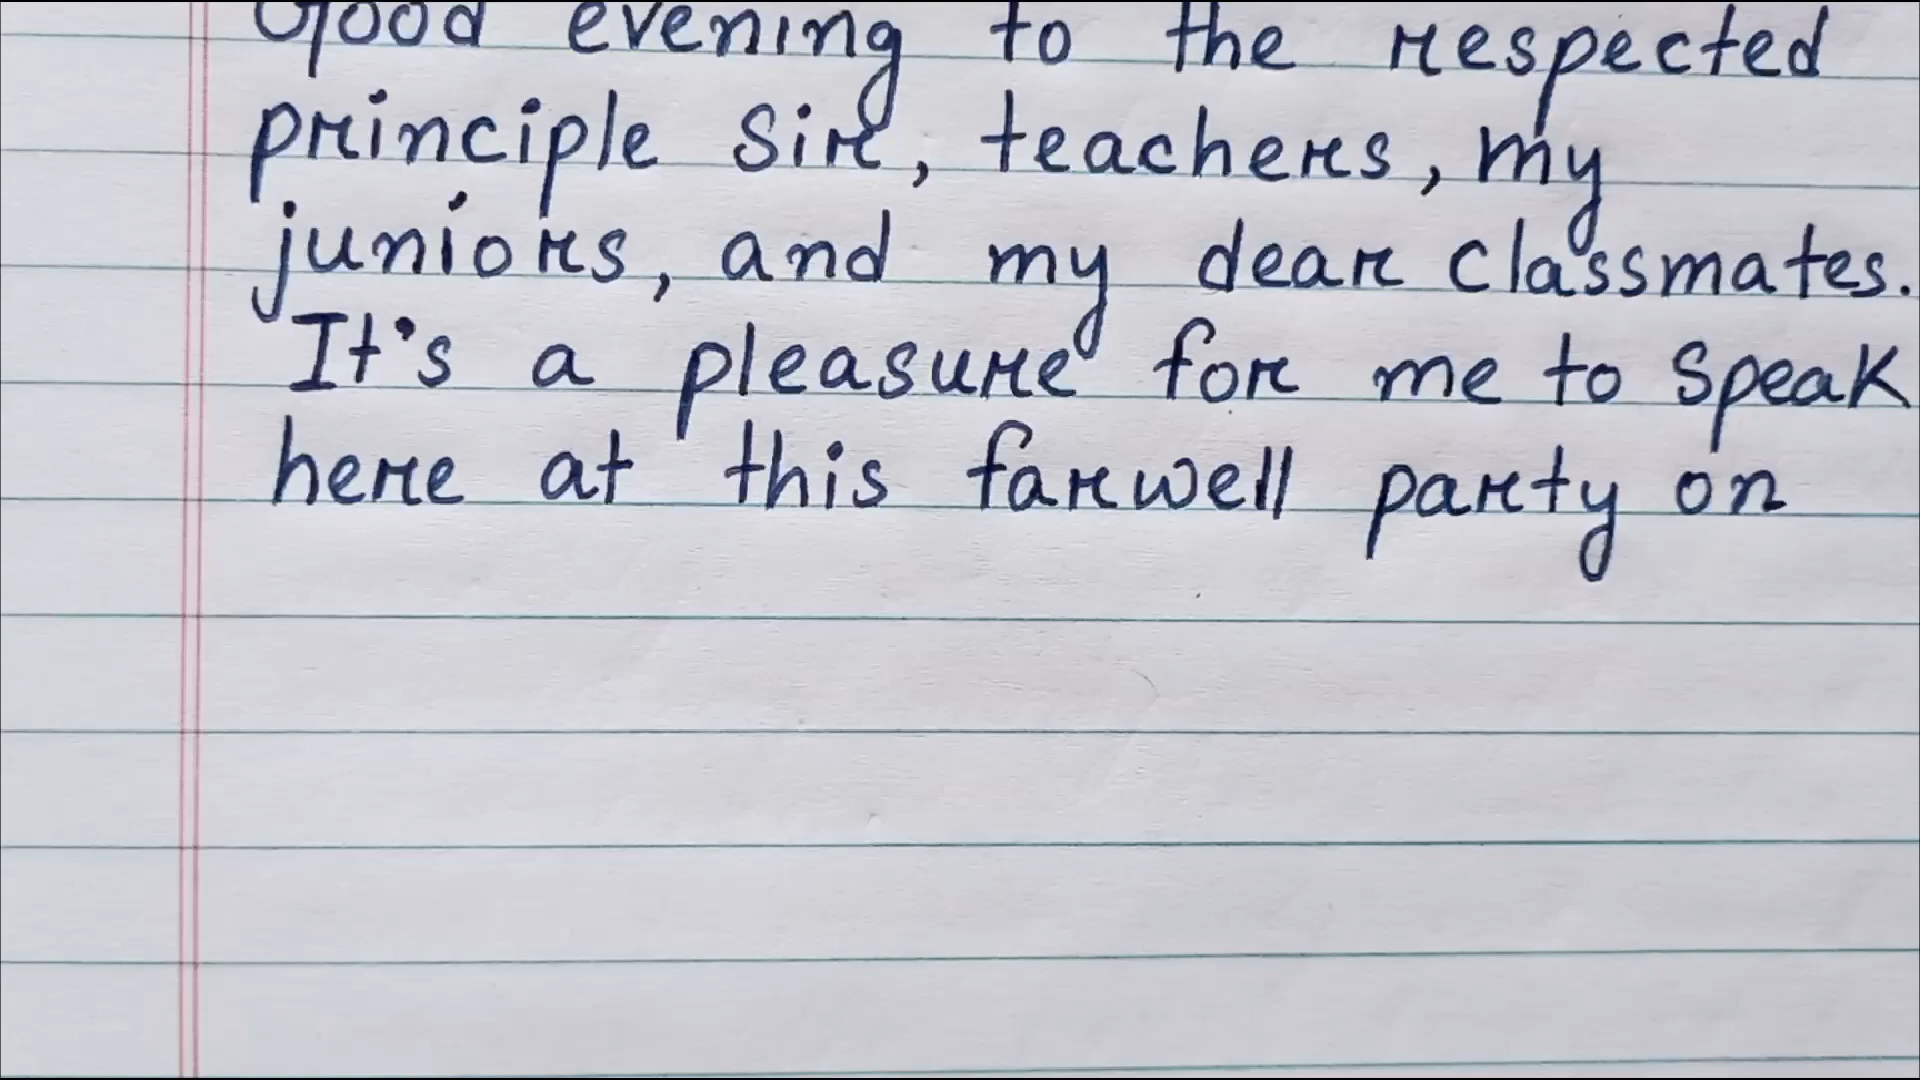 Good evening to the respected
principle sir, teachers, my
juniors, and my dear classmates.
It's a pleasure for me to speak
here at this farwell party on